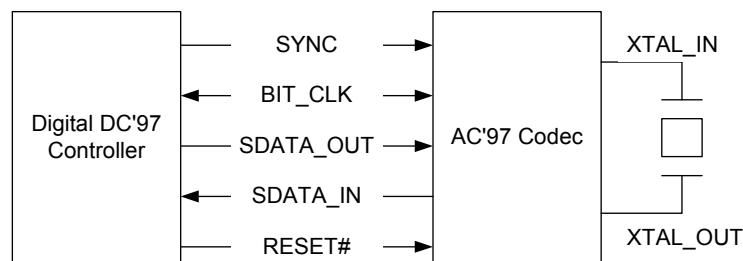 Digital DC'97
Controller
SYNC
BIT_CLK
SDATA_OUT
SDATA_IN
RESET#
AC'97 Codec
XTAL_IN
XTAL_OUT